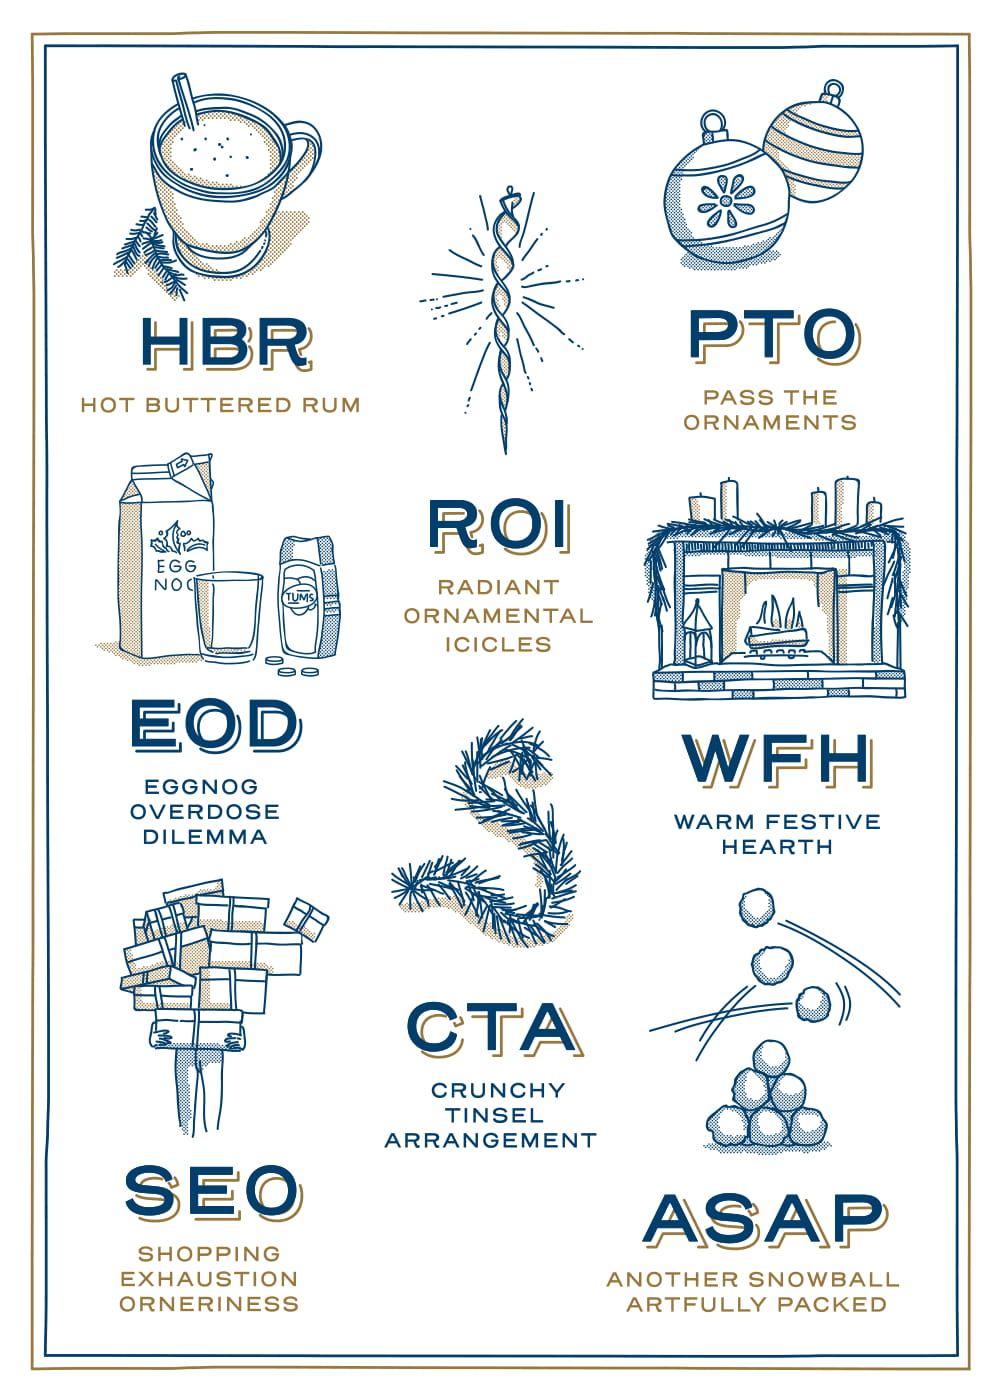 HBR
HOT BUTTERED RUM
PTO
PASS THE
ORNAMENTS
ROI
RADIANT
ORNAMENTAL
ICICLES
EGG
NOG
TUMS
EOD
EGGNOG
OVERDOSE
DILEMMA
WFH
WARM FESTIVE
HEARTH
CTA
CRUNCHY
TINSEL
ARRANGEMENT
SEO
SHOPPING
EXHAUSTION
ORNERINESS
ASAP
ANOTHER SNOWBALL
ARTFULLY PACKED